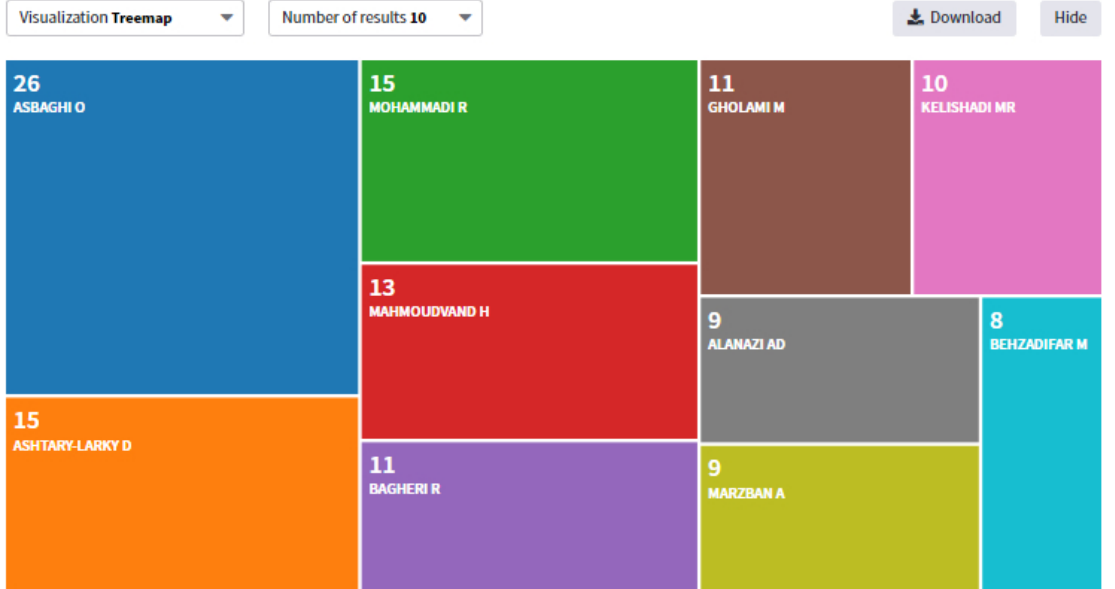 Visualization Treemap
Number of results 10
Download
Hide
26
ASBAGHI O
15
ASHTARY-LARKY D
15
MOHAMMADI R
13
MAHMOUDVAND H
11
BAGHERI R
11
GHOLAMI M
10
KELISHADI MR
9
ALANAZI AD
9
MARZBAN A
8
BEHZADIFAR M